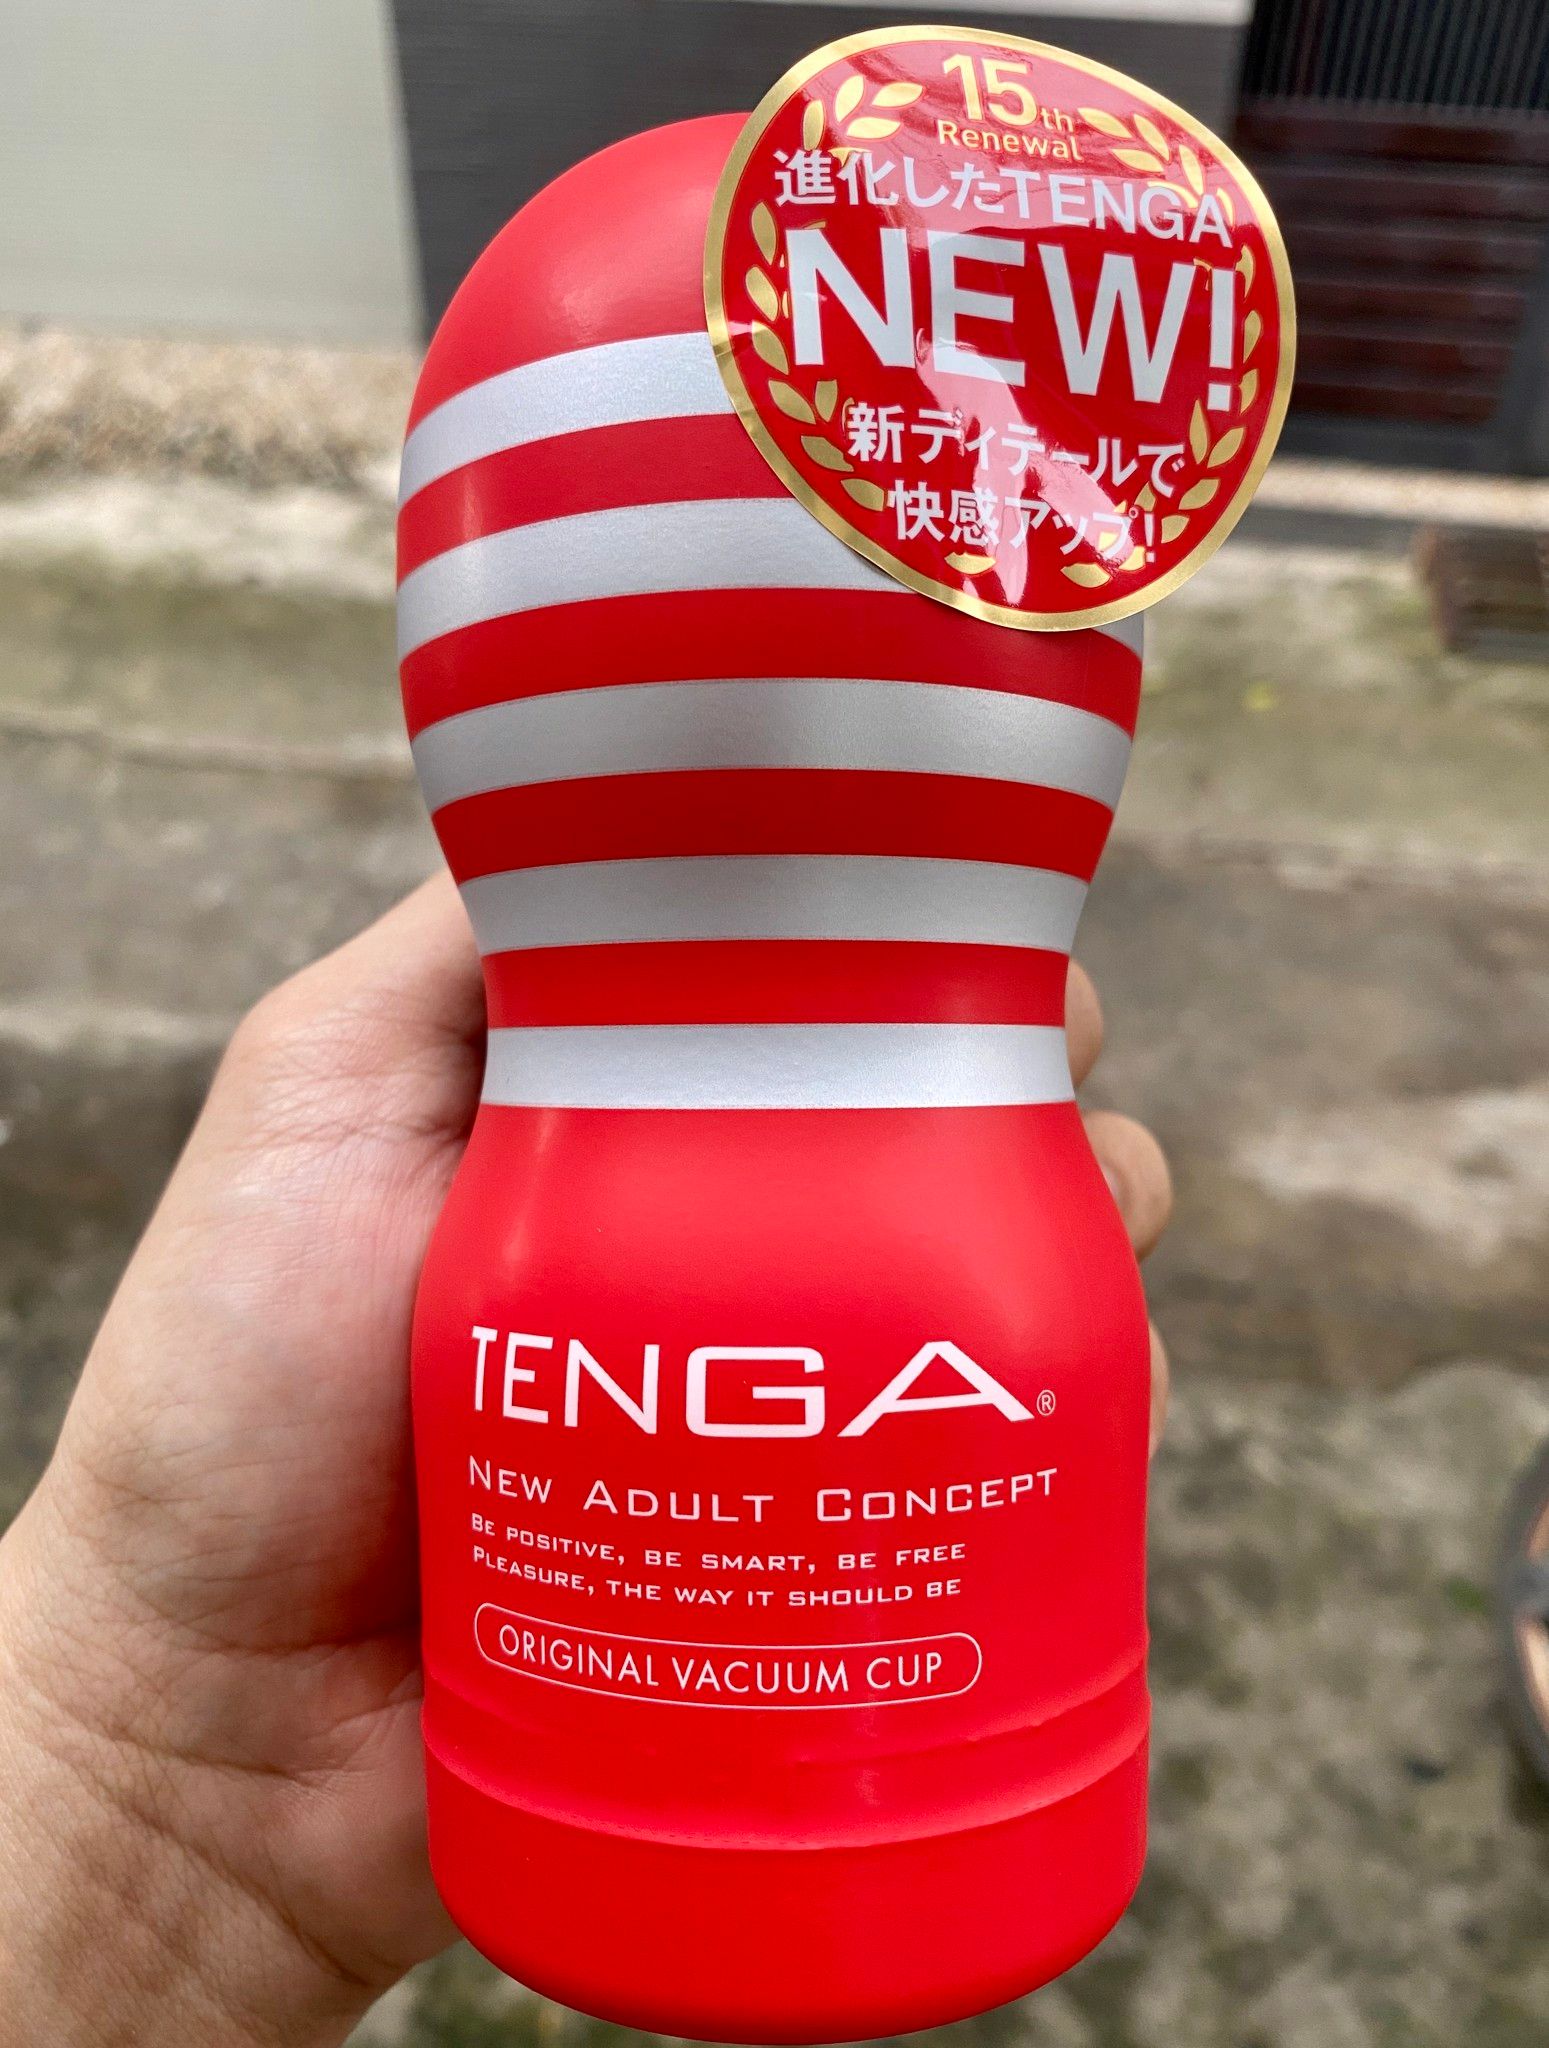 15th
Renewal
進化したTENGA
NEW!
新ディテールで
快感アップ!
TENGA®
NEW ADULT CONCEPT
BE POSITIVE, BE SMART, BE FREE
PLEASURE, THE WAY IT SHOULD BE
ORIGINAL VACUUM CUP